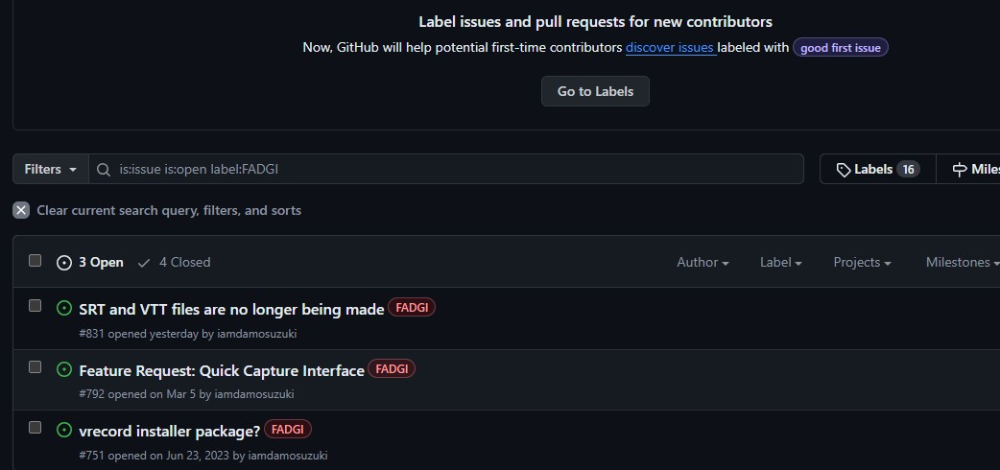 Label issues and pull requests for new contributors
Now, GitHub will help potential first-time contributors discover issues labeled with good first issue
Go to Labels
Filters is:issue is:open label:FADGI Labels 16
Clear current search query, filters, and sorts
3 Open 4 Closed Author Label Projects Milestones
SRT and VTT files are no longer being made FADGI
#831 opened yesterday by iamdamosuzuki
Feature Request: Quick Capture Interface FADGI
#792 opened on Mar 5 by iamdamosuzuki
vrecord installer package? FADGI
#751 opened on Jun 23, 2023 by iamdamosuzuki